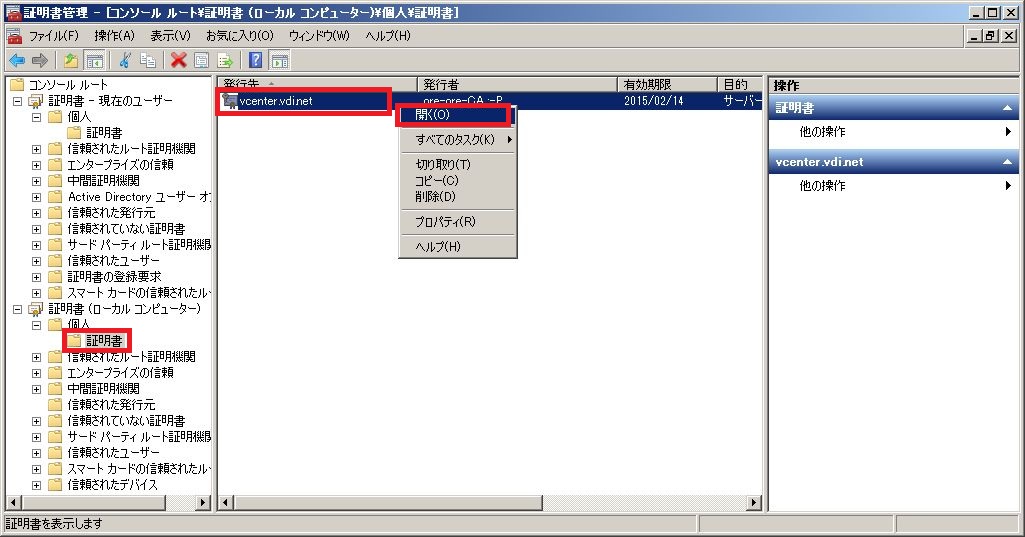 証明書管理 - [コンソール ルート¥証明書 (ローカル コンピューター)¥個人¥証明書]
ファイル(F) 操作(A) 表示(V) お気に入り(O) ウィンドウ(W) ヘルプ(H)
コンソール ルート
証明書 - 現在のユーザー
個人
証明書
信頼されたルート証明機関
エンタープライズの信頼
中間証明機関
Active Directory ユーザー オブ
信頼された発行元
信頼されていない証明書
サード パーティ ルート証明機関
信頼されたユーザー
証明書の登録要求
スマート カードの信頼されたルー
証明書 (ローカル コンピューター)
個人
証明書
信頼されたルート証明機関
エンタープライズの信頼
中間証明機関
信頼された発行元
信頼されていない証明書
サード パーティ ルート証明機関
信頼されたユーザー
スマート カードの信頼されたルー
信頼されたデバイス
発行先 発行者 有効期限 目的
vcenter.vdi.net ore-ore-CA 2015/02/14 サーバー
開く(O)
すべてのタスク(K)
切り取り(T)
コピー(C)
削除(D)
プロパティ(R)
ヘルプ(H)
操作
証明書
他の操作
vcenter.vdi.net
他の操作
証明書を表示します